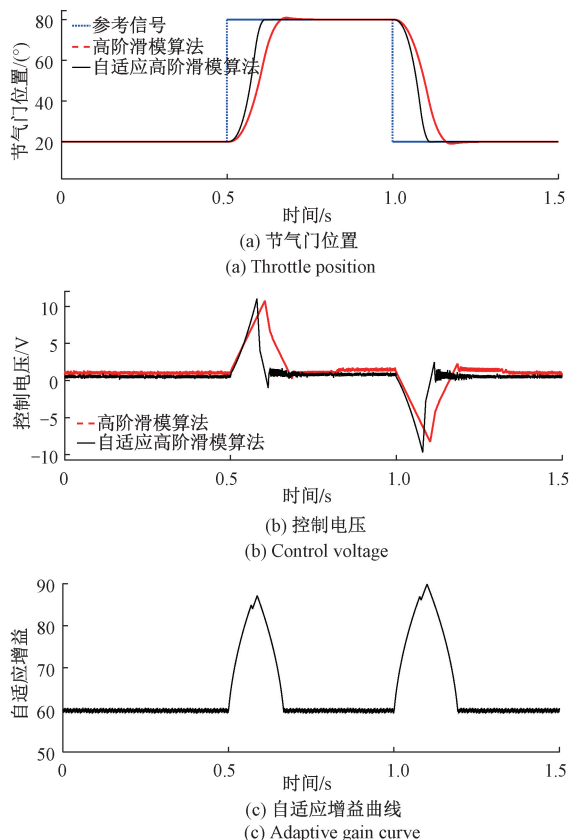 80
60
40
20
节气门位置/(°)
参考信号
高阶滑模算法
自适应高阶滑模算法
0 0.5 1.0 1.5
时间/s
(a) 节气门位置
(a) Throttle position
10
5
0
−5
−10
控制电压/V
高阶滑模算法
自适应高阶滑模算法
0 0.5 1.0 1.5
时间/s
(b) 控制电压
(b) Control voltage
90
80
70
60
50
自适应增益
0 0.5 1.0 1.5
时间/s
(c) 自适应增益曲线
(c) Adaptive gain curve